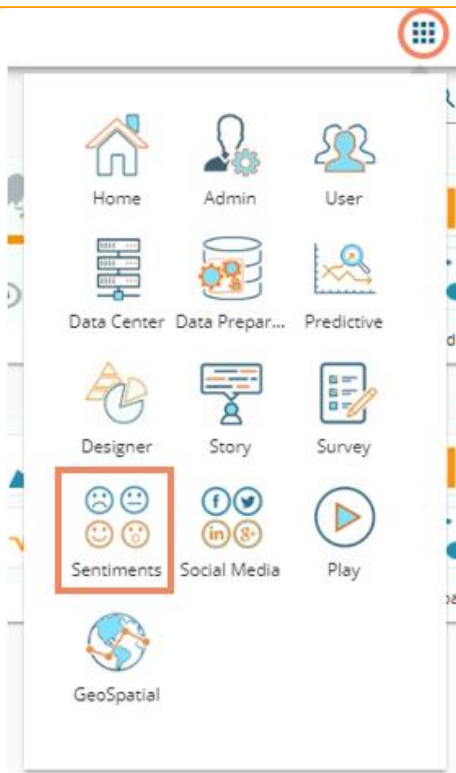 Home Admin User
Data Center Data Prepar... Predictive
Designer Story Survey
Sentiments Social Media Play
GeoSpatial